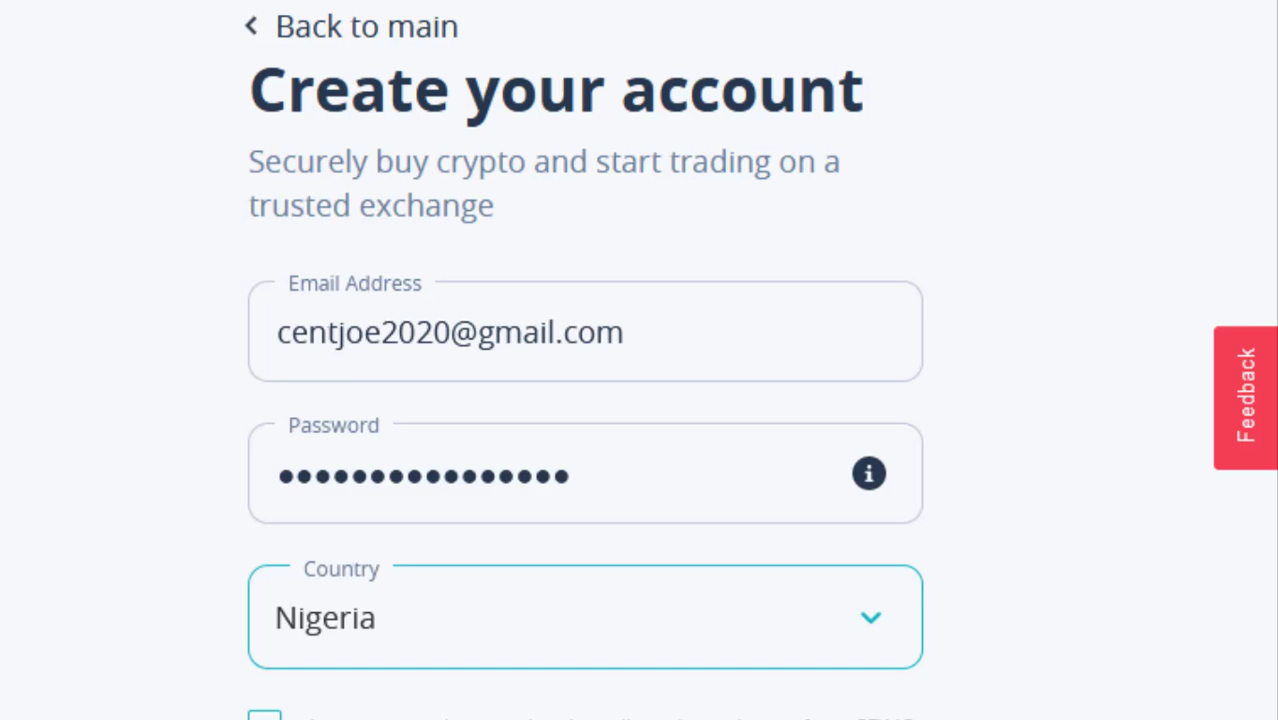 Back to main
Create your account
Securely buy crypto and start trading on a
trusted exchange
Email Address
centjoe2020@gmail.com
Password
Feedback
Country
Nigeria